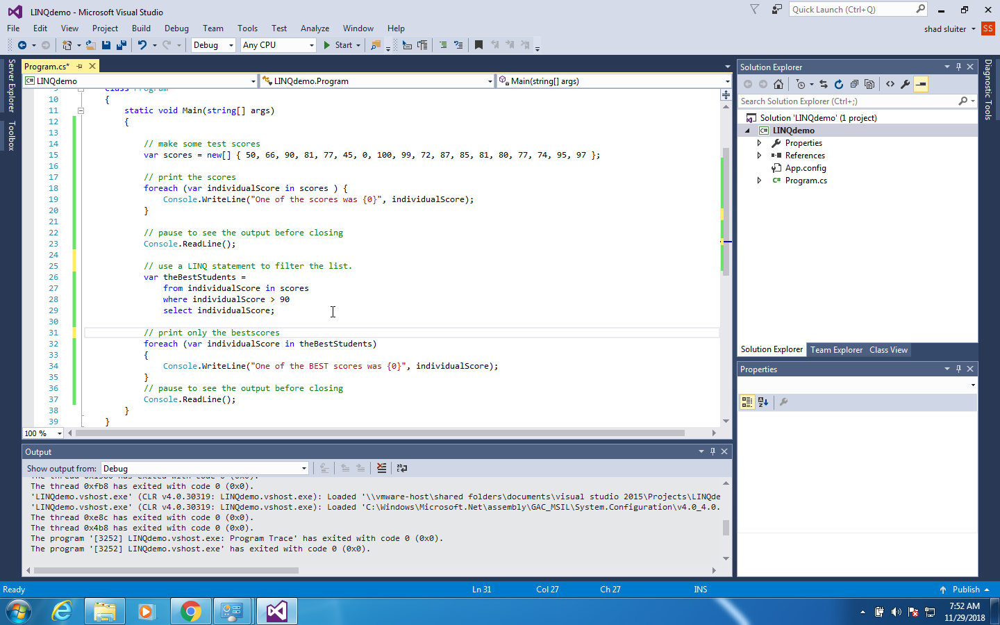 LINQdemo - Microsoft Visual Studio
Quick Launch (Ctrl+Q)
File Edit View Project Build Debug Team Tools Test Analyze Window Help
shad sluiter SS
Debug Any CPU Start
Server Explorer
Toolbox
Program.cs*
LINQdemo LINQdemo.Program Main(string[] args)
9 class Program
10 {
11 static void Main(string[] args)
12 {
13
14 // make some test scores
15 var scores = new[] { 50, 66, 90, 81, 77, 45, 0, 100, 99, 72, 87, 85, 81, 80, 77, 74, 95, 97 };
16
17 // print the scores
18 foreach (var individualScore in scores ) {
19 Console.WriteLine("One of the scores was {0}", individualScore);
20 }
21
22 // pause to see the output before closing
23 Console.ReadLine();
24
25 // use a LINQ statement to filter the list.
26 var theBestStudents =
27 from individualScore in scores
28 where individualScore > 90
29 select individualScore;
30
31 // print only the bestscores
32 foreach (var individualScore in theBestStudents)
33 {
34 Console.WriteLine("One of the BEST scores was {0}", individualScore);
35 }
36 // pause to see the output before closing
37 Console.ReadLine();
38 }
39 }
100 %
Output
Show output from: Debug
The thread 0xfb8 has exited with code 0 (0x0).
'LINQdemo.vshost.exe' (CLR v4.0.30319: LINQdemo.vshost.exe): Loaded '\\vmware-host\shared folders\documents\visual studio 2015\Projects\LINQde
'LINQdemo.vshost.exe' (CLR v4.0.30319: LINQdemo.vshost.exe): Loaded 'C:\Windows\Microsoft.Net\assembly\GAC_MSIL\System.Configuration\v4.0_4.0.
The thread 0xe8c has exited with code 0 (0x0).
The thread 0x4b8 has exited with code 0 (0x0).
The program '[3252] LINQdemo.vshost.exe: Program Trace' has exited with code 0 (0x0).
The program '[3252] LINQdemo.vshost.exe' has exited with code 0 (0x0).
Solution Explorer
Search Solution Explorer (Ctrl+;)
Solution 'LINQdemo' (1 project)
C# LINQdemo
Properties
References
App.config
C# Program.cs
Solution Explorer Team Explorer Class View
Properties
Diagnostic Tools
Ready Ln 31 Col 27 Ch 27 INS Publish
7:52 AM
11/29/2018